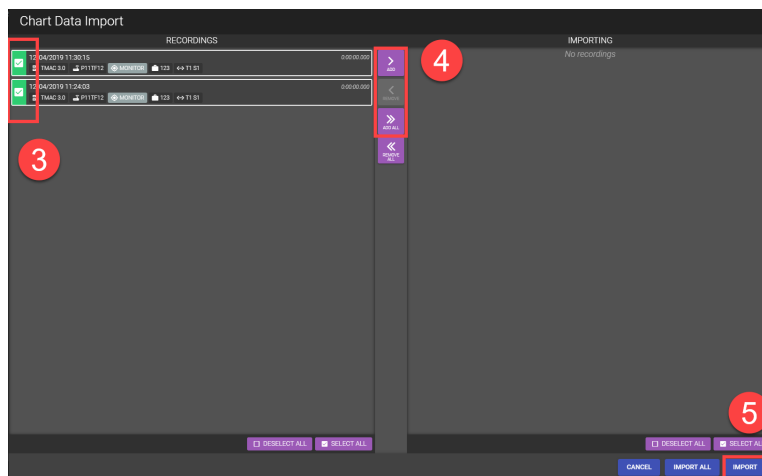 Chart Data Import
RECORDINGS
IMPORTING
12/04/2019 11:30:15
0:00:00.000
TMAC 3.0 P11TF12 MONITOR 123 T1 S1
12/04/2019 11:24:03
0:00:00.000
TMAC 3.0 P11TF12 MONITOR 123 T1 S1
ADD
REMOVE
ADD ALL
REMOVE
ALL
No recordings
3
4
5
DESELECT ALL SELECT ALL
DESELECT ALL SELECT AL
CANCEL IMPORT ALL IMPORT